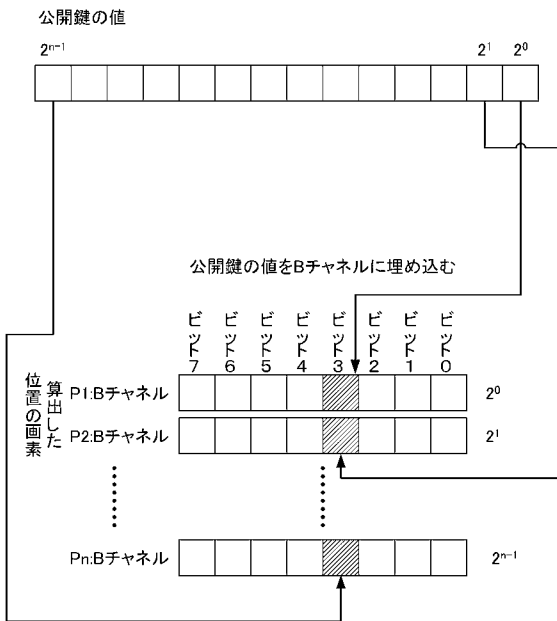 公開鍵の値
2ⁿ⁻¹ 2¹ 2⁰
公開鍵の値をBチャネルに埋め込む
ビット7 ビット6 ビット5 ビット4 ビット3 ビット2 ビット1 ビット0
算出した
位置の画素
P1:Bチャネル 2⁰
P2:Bチャネル 2¹
Pn:Bチャネル 2ⁿ⁻¹